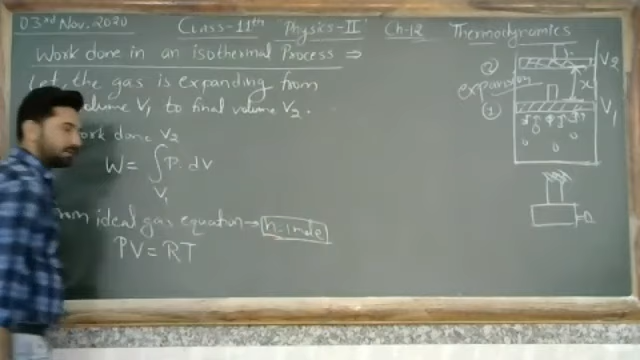 03rd Nov. 2020 Class-11th Physics-II Ch-12 Thermodynamics
Work done in an isothermal Process ⇒
Let the gas is expanding from
volume V1 to final volume V2.
work done
W = ∫ P. dV
V2
V1
ideal gas equation → n=1 mole
PV = RT
② V2
expansion x
① V1